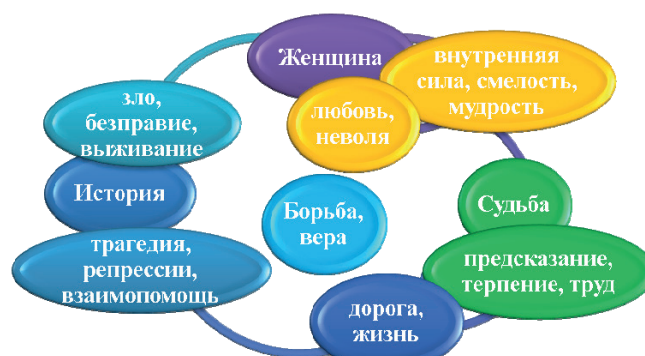 Женщина
внутренняя
сила, смелость,
мудрость
любовь,
неволя
зло,
безправие,
выживание
История
трагедия,
репрессии,
взаимопомощь
Борьба,
вера
Судьба
предсказание,
терпение, труд
дорога,
жизнь